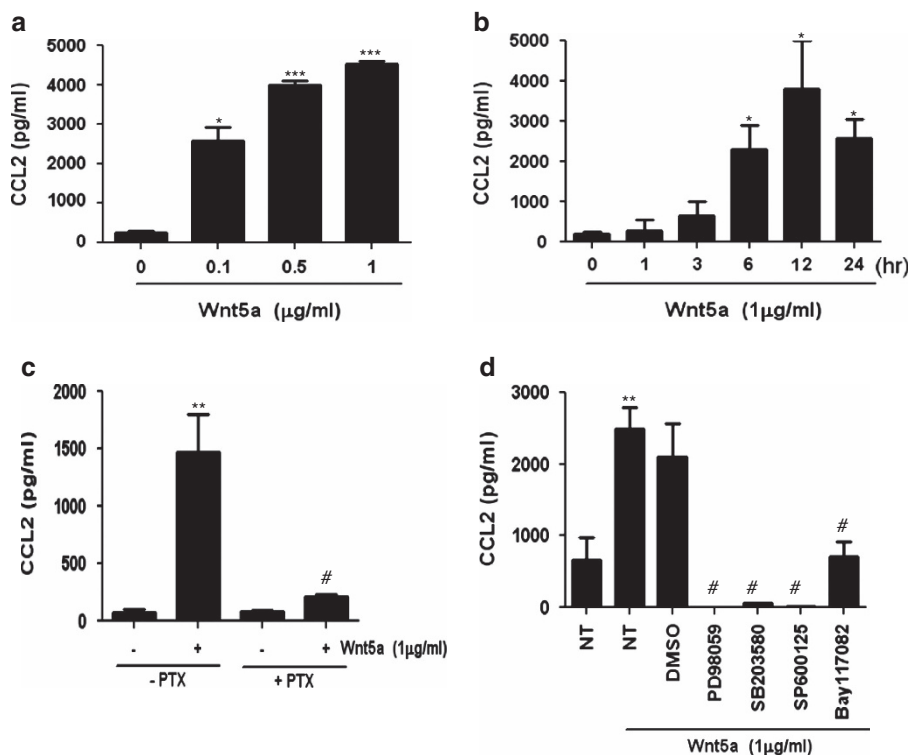 a
CCL2 (pg/ml)
5000
4000
3000
2000
1000
0
* *** ***
0 0.1 0.5 1
Wnt5a (μg/ml)
b
CCL2 (pg/ml)
5000
4000
3000
2000
1000
0
* * *
0 1 3 6 12 24 (hr)
Wnt5a (1μg/ml)
c
CCL2 (pg/ml)
2000
1500
1000
500
0
** #
- + - + Wnt5a (1μg/ml)
- PTX + PTX
d
CCL2 (pg/ml)
3000
2000
1000
0
** # # # #
NT
NT
DMSO
PD98059
SB203580
SP600125
Bay117082
Wnt5a (1μg/ml)